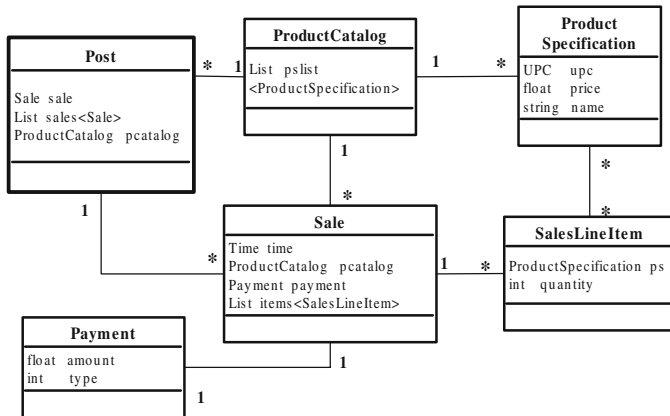 Post
Sale sale
List sales<Sale>
ProductCatalog pcatalog
*
1
ProductCatalog
List pslist
<ProductSpecification>
1
*
Product
Specification
UPC upc
float price
string name
1
*
*
*
1
*
Sale
Time time
ProductCatalog pcatalog
Payment payment
List items<SalesLineItem>
1
*
SalesLineItem
ProductSpecification ps
int quantity
Payment
float amount
int type
1
1